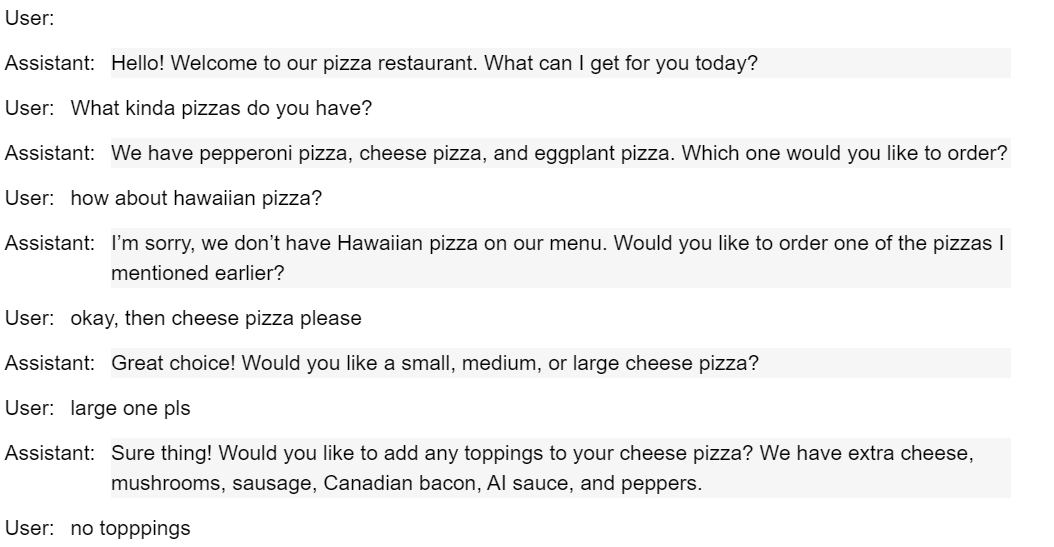 User:
Assistant: Hello! Welcome to our pizza restaurant. What can I get for you today?
User: What kinda pizzas do you have?
Assistant: We have pepperoni pizza, cheese pizza, and eggplant pizza. Which one would you like to order?
User: how about hawaiian pizza?
Assistant: I’m sorry, we don’t have Hawaiian pizza on our menu. Would you like to order one of the pizzas I
mentioned earlier?
User: okay, then cheese pizza please
Assistant: Great choice! Would you like a small, medium, or large cheese pizza?
User: large one pls
Assistant: Sure thing! Would you like to add any toppings to your cheese pizza? We have extra cheese,
mushrooms, sausage, Canadian bacon, AI sauce, and peppers.
User: no topppings